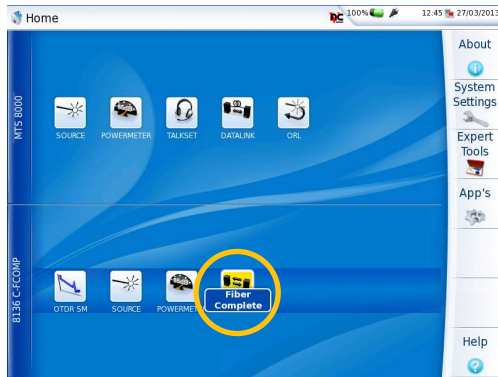 Home
100%
12:45
27/03/2013
MTS 8000
SOURCE
POWERMETER
TALKSET
DATALINK
ORL
8136 C-FCOMP
OTDR SM
SOURCE
POWERMETER
Fiber
Complete
About
System
Settings
Expert
Tools
App's
Help